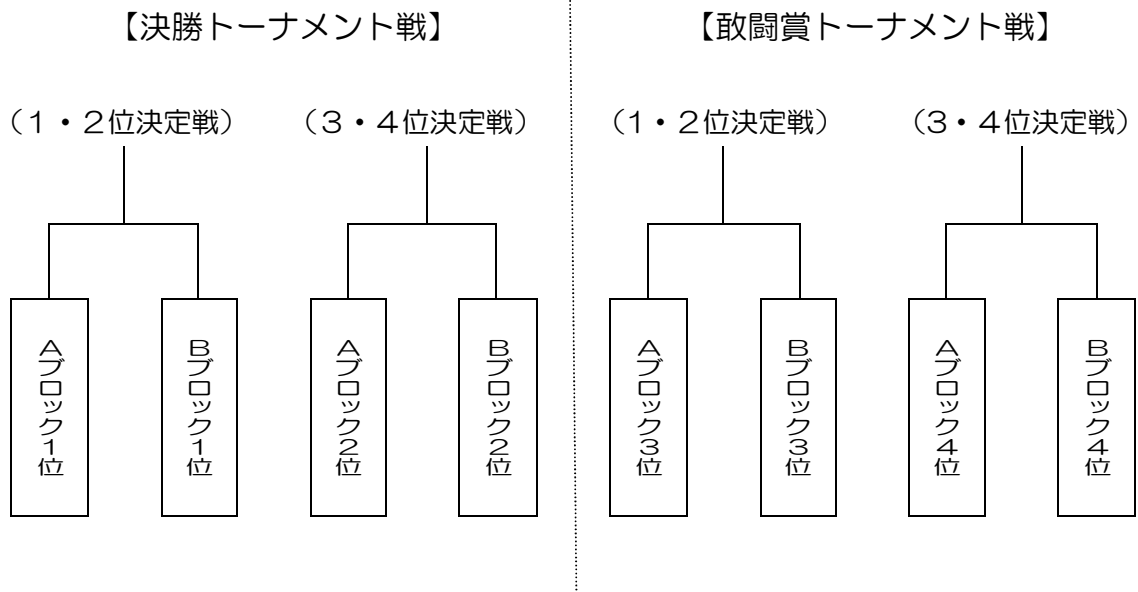 【決勝トーナメント戦】
（１・２位決定戦）
（３・４位決定戦）
Ａブロック１位
Ｂブロック１位
Ａブロック２位
Ｂブロック２位
【敢闘賞トーナメント戦】
（１・２位決定戦）
（３・４位決定戦）
Ａブロック３位
Ｂブロック３位
Ａブロック４位
Ｂブロック４位